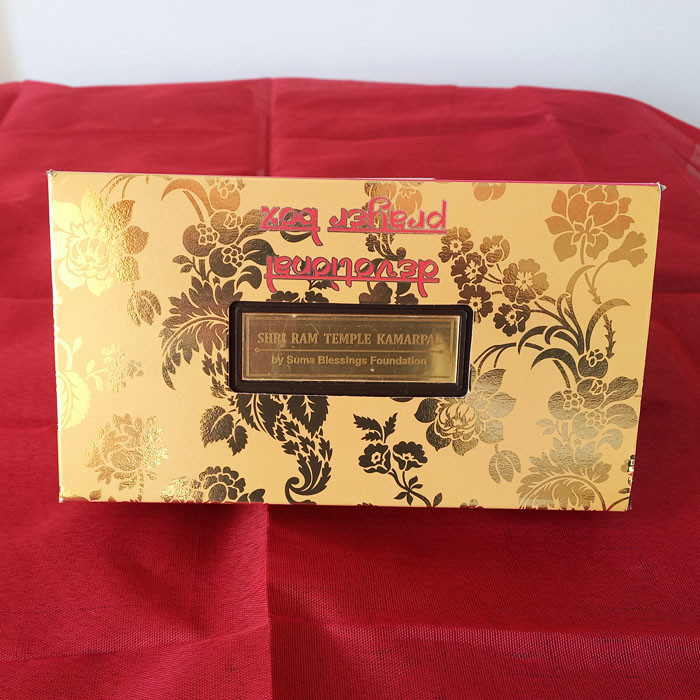 devotional
prayer box
SHRI RAM TEMPLE KAMARPAL
by Suma Blessings Foundation